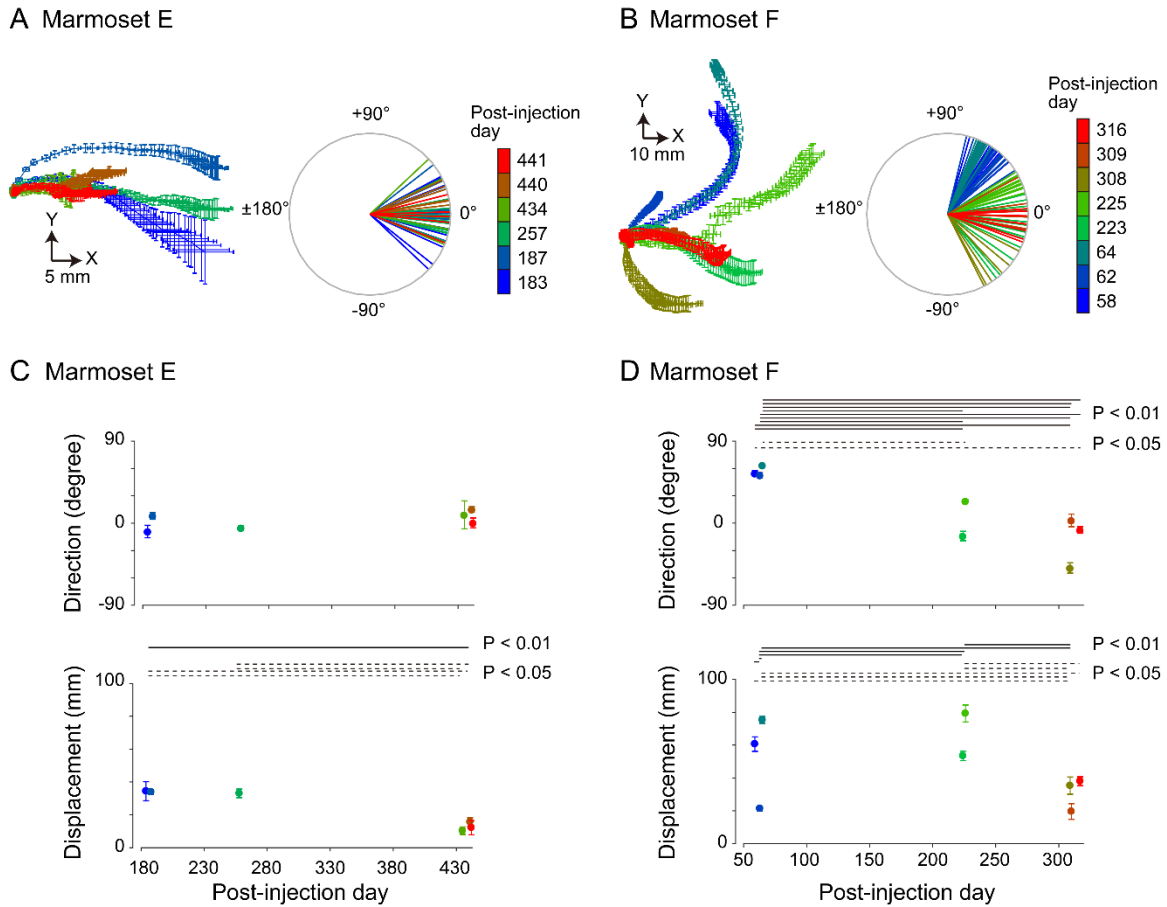 A Marmoset E
+90°
±180°
0°
-90°
Y
X
5 mm
Post-injection
day
441
440
434
257
187
183
B Marmoset F
Y
X
10 mm
+90°
±180°
0°
-90°
Post-injection
day
316
309
308
225
223
64
62
58
C Marmoset E
Direction (degree)
90
0
-90
P < 0.01
P < 0.05
Displacement (mm)
100
0
180 230 280 330 380 430
Post-injection day
D Marmoset F
P < 0.01
P < 0.05
Direction (degree)
90
0
-90
P < 0.01
P < 0.05
Displacement (mm)
100
0
50 100 150 200 250 300
Post-injection day